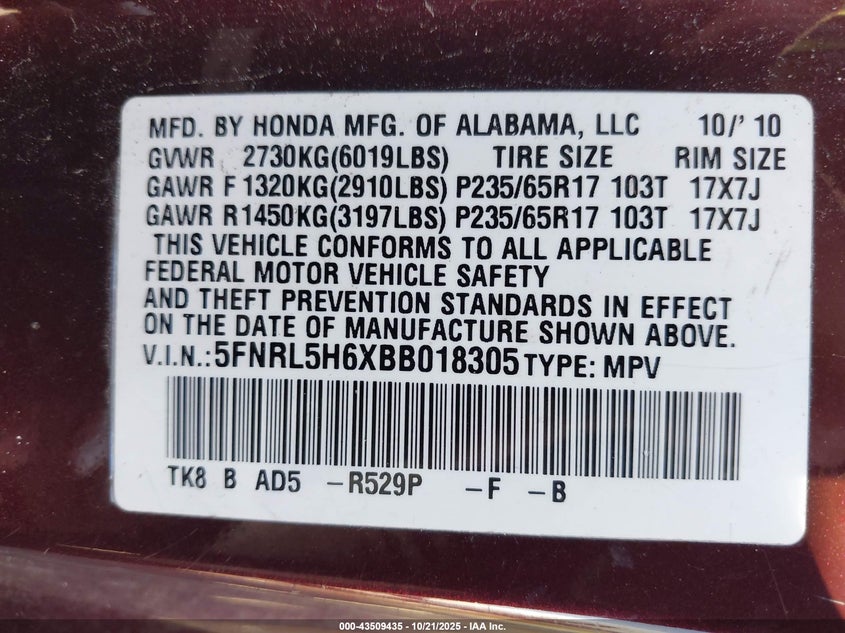 MFD. BY HONDA MFG. OF ALABAMA, LLC 10/' 10
GVWR 2730KG(6019LBS) TIRE SIZE RIM SIZE
GAWR F 1320KG(2910LBS) P235/65R17 103T 17X7J
GAWR R1450KG(3197LBS) P235/65R17 103T 17X7J
THIS VEHICLE CONFORMS TO ALL APPLICABLE
FEDERAL MOTOR VEHICLE SAFETY
AND THEFT PREVENTION STANDARDS IN EFFECT
ON THE DATE OF MANUFACTURE SHOWN ABOVE.
V.I.N.:5FNRL5H6XBB018305 TYPE: MPV
TK8 B AD5 -R529P -F -B
000-43509435 - 10/21/2025 - IAA Inc.